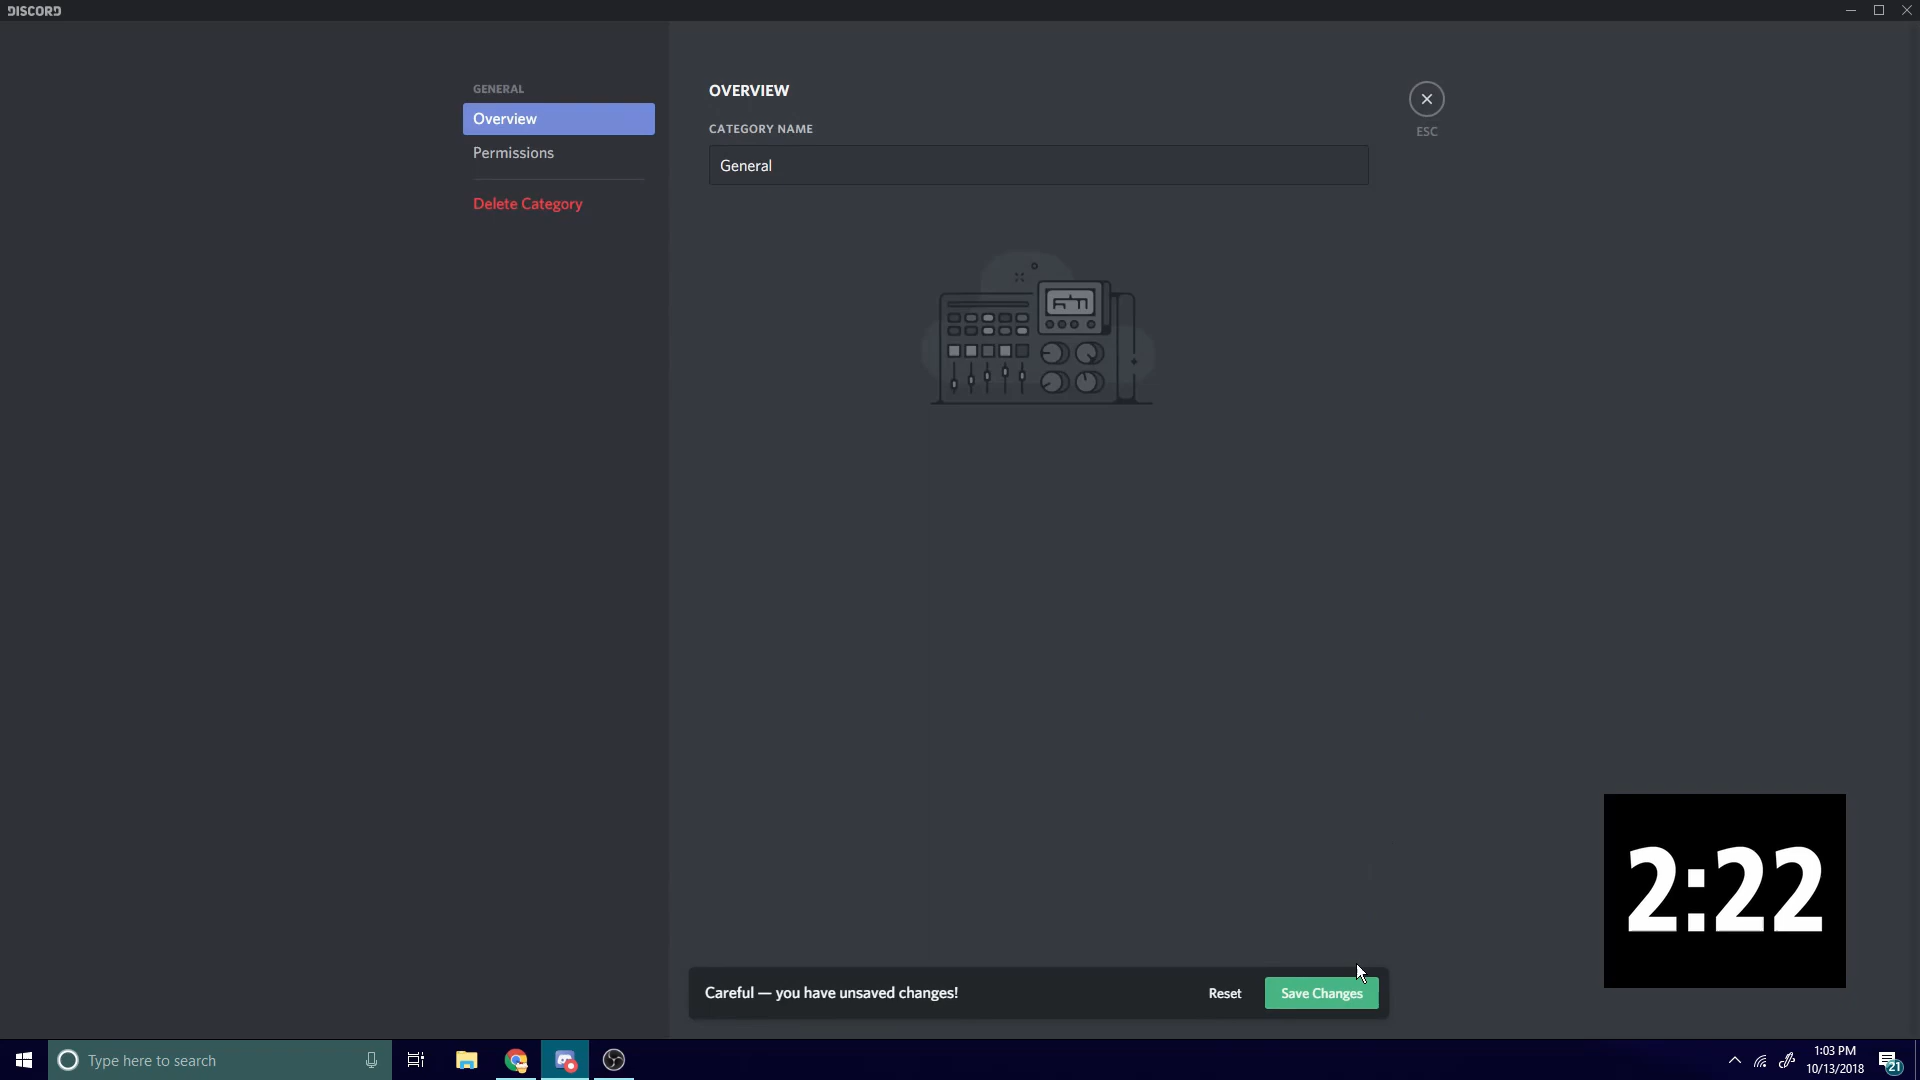 DISCORD
GENERAL
Overview
Permissions
Delete Category
OVERVIEW
CATEGORY NAME
General
ESC
2:22
Careful — you have unsaved changes!
Reset
Save Changes
Type here to search
1:03 PM
10/13/2018
21